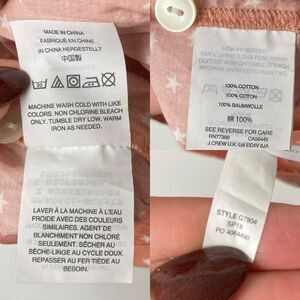 MADE IN CHINA
FABRIQUÉ EN CHINE
IN CHINA HERGESTELLT
中国製
MACHINE WASH COLD WITH LIKE
COLORS. NON CHLORINE BLEACH
ONLY. TUMBLE DRY LOW. WARM
IRON AS NEEDED.
LAVER À LA MACHINE À L'EAU
FROIDE AVEC DES COULEURS
SIMILAIRES. AGENT DE
BLANCHIMENT NON CHLORÉ
SEULEMENT. SÉCHER AU
SÈCHE-LINGE AU CYCLE DOUX.
REPASSER AU FER TIÈDE AU
BESOIN.
100% COTTON
100% COTON
100% BAUMWOLLE
綿 100%
SEE REVERSE FOR CARE
RN77388 CA56445
J.CREW U.K. Ltd EC4V 6JA
STYLE G7904
SP18
PO 4064490